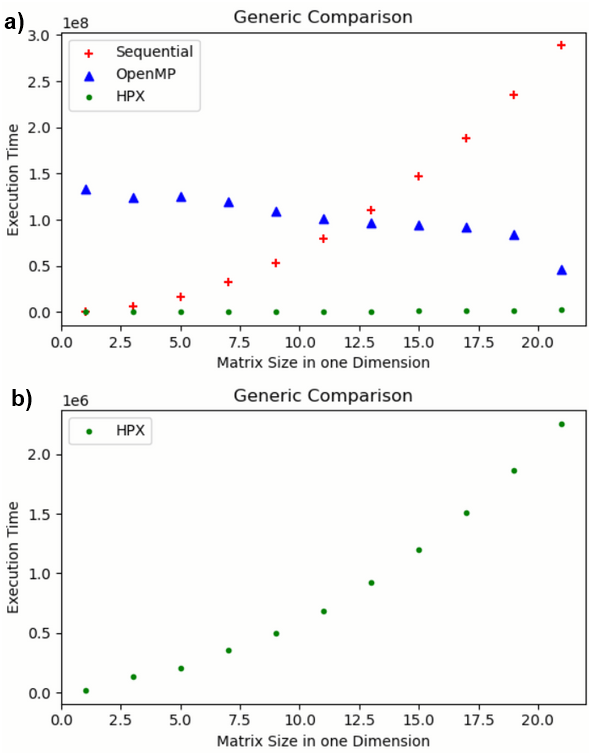 a)
Generic Comparison
1e8
3.0
2.5
2.0
1.5
1.0
0.5
0.0
Execution Time
Sequential
OpenMP
HPX
0.0 2.5 5.0 7.5 10.0 12.5 15.0 17.5 20.0
Matrix Size in one Dimension
b)
Generic Comparison
1e6
2.0
1.5
1.0
0.5
0.0
Execution Time
HPX
0.0 2.5 5.0 7.5 10.0 12.5 15.0 17.5 20.0
Matrix Size in one Dimension